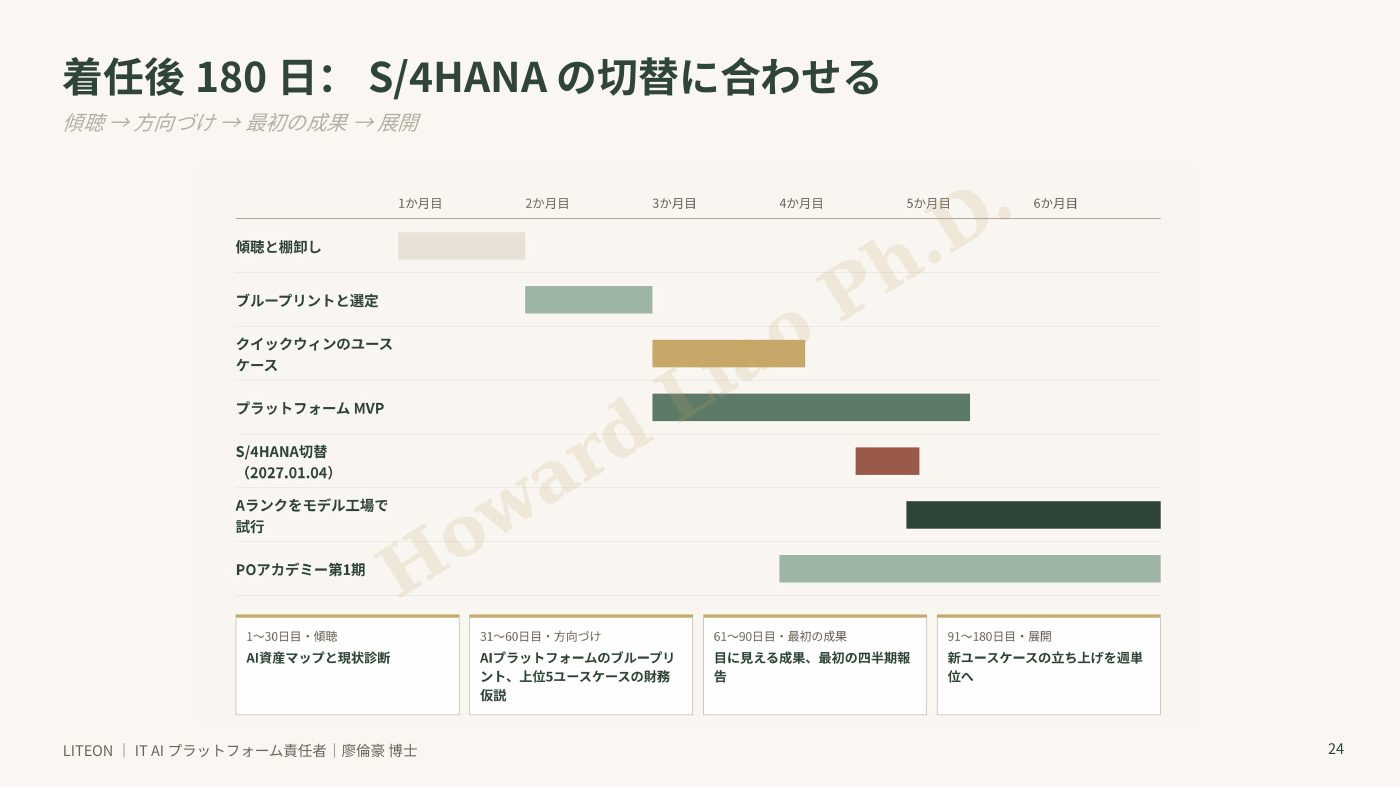 着任後 180 日： S/4HANA の切替に合わせる
傾聴 → 方向づけ → 最初の成果 → 展開
1か月目 2か月目 3か月目 4か月目 5か月目 6か月目
傾聴と棚卸し
ブループリントと選定
クイックウィンのユース
ケース
プラットフォーム MVP
S/4HANA切替
（2027.01.04）
Aランクをモデル工場で
試行
POアカデミー第1期
Howard Liao Ph.D.
1〜30日目・傾聴
AI資産マップと現状診断
31〜60日目・方向づけ
AIプラットフォームのブループリ
ント、上位5ユースケースの財務
仮説
61〜90日目・最初の成果
目に見える成果、最初の四半期報
告
91〜180日目・展開
新ユースケースの立ち上げを週単
位へ
LITEON ｜ IT AI プラットフォーム責任者｜廖倫豪 博士
24